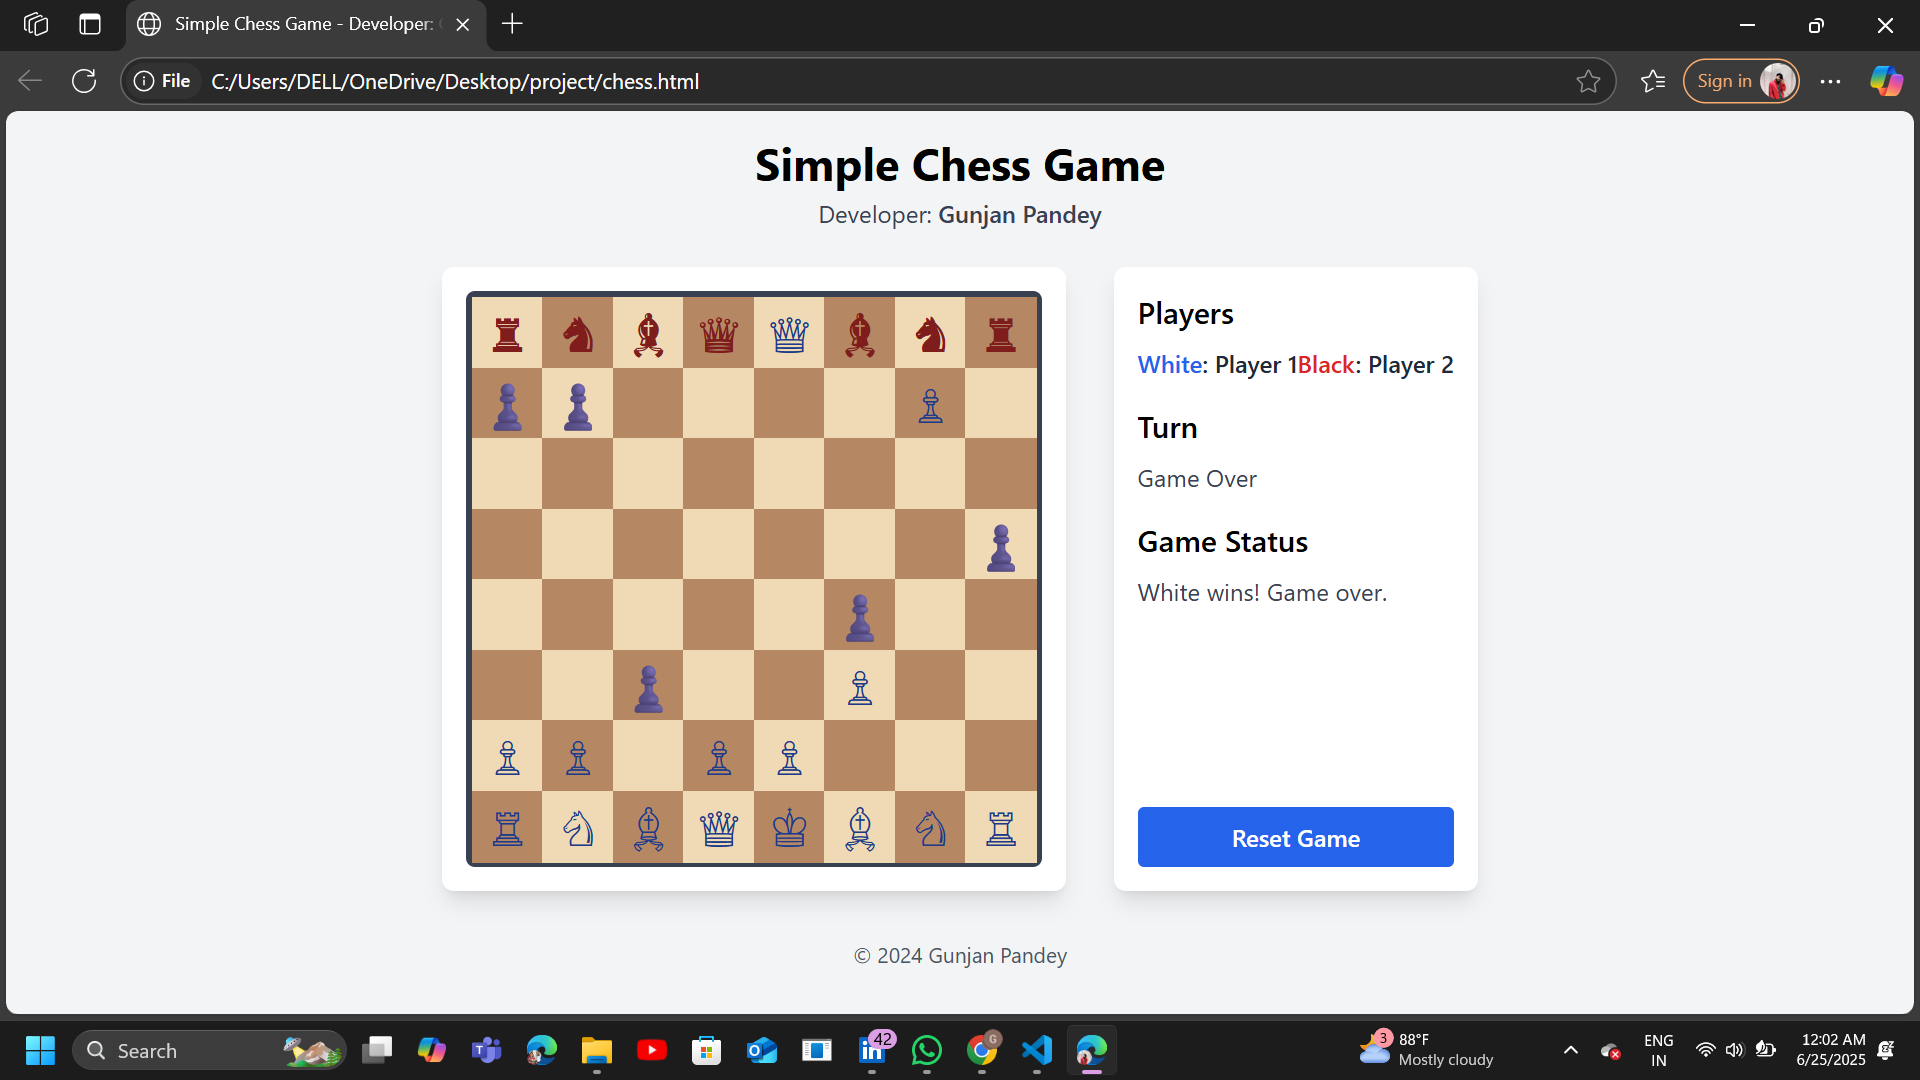 Simple Chess Game - Developer:
File C:/Users/DELL/OneDrive/Desktop/project/chess.html
Sign in
Simple Chess Game
Developer: Gunjan Pandey
Players
White: Player 1Black: Player 2
Turn
Game Over
Game Status
White wins! Game over.
Reset Game
© 2024 Gunjan Pandey
Search
42
G
3
88°F
Mostly cloudy
ENG
IN
12:02 AM
6/25/2025